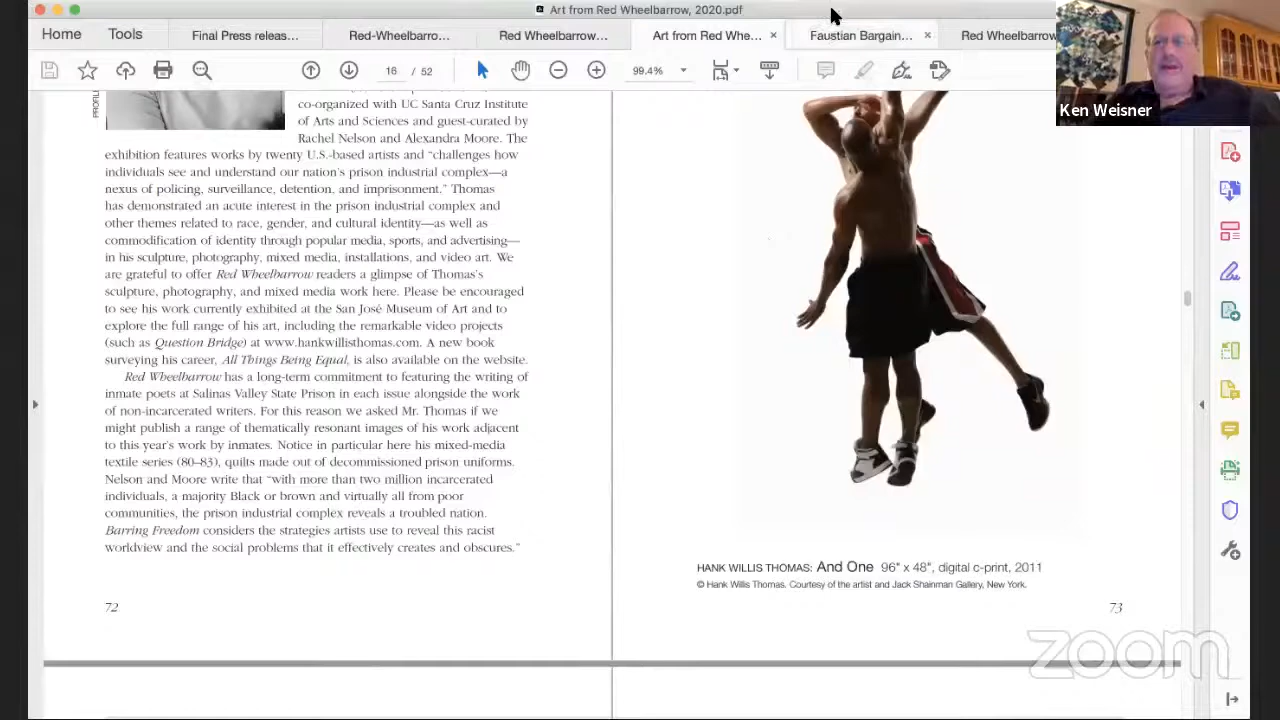 Art from Red Wheelbarrow, 2020.pdf
Home Tools Final Press releas... Red-Wheelbarro... Red Wheelbarrow... Art from Red Whe... × Faustian Bargain... × Red Wheelbarrow
16 / 52 99.4%
Ken Weisner
co-organized with UC Santa Cruz Institute
of Arts and Sciences and guest-curated by
Rachel Nelson and Alexandra Moore. The
exhibition features works by twenty U.S.-based artists and “challenges how
individuals see and understand our nation’s prison industrial complex—a
nexus of policing, surveillance, detention, and imprisonment.” Thomas
has demonstrated an acute interest in the prison industrial complex and
other themes related to race, gender, and cultural identity—as well as
commodification of identity through popular media, sports, and advertising—
in his sculpture, photography, mixed media, installations, and video art. We
are grateful to offer Red Wheelbarrow readers a glimpse of Thomas’s
sculpture, photography, and mixed media work here. Please be encouraged
to see his work currently exhibited at the San José Museum of Art and to
explore the full range of his art, including the remarkable video projects
(such as Question Bridge) at www.hankwillisthomas.com. A new book
surveying his career, All Things Being Equal, is also available on the website.
Red Wheelbarrow has a long-term commitment to featuring the writing of
inmate poets at Salinas Valley State Prison in each issue alongside the work
of non-incarcerated writers. For this reason we asked Mr. Thomas if we
might publish a range of thematically resonant images of his work adjacent
to this year’s work by inmates. Notice in particular here his mixed-media
textile series (80–83), quilts made out of decommissioned prison uniforms.
Nelson and Moore write that “with more than two million incarcerated
individuals, a majority Black or brown and virtually all from poor
communities, the prison industrial complex reveals a troubled nation.
Barring Freedom considers the strategies artists use to reveal this racist
worldview and the social problems that it effectively creates and obscures.”
72
HANK WILLIS THOMAS: And One 96" x 48", digital c-print, 2011
© Hank Willis Thomas. Courtesy of the artist and Jack Shainman Gallery, New York.
73
zoom